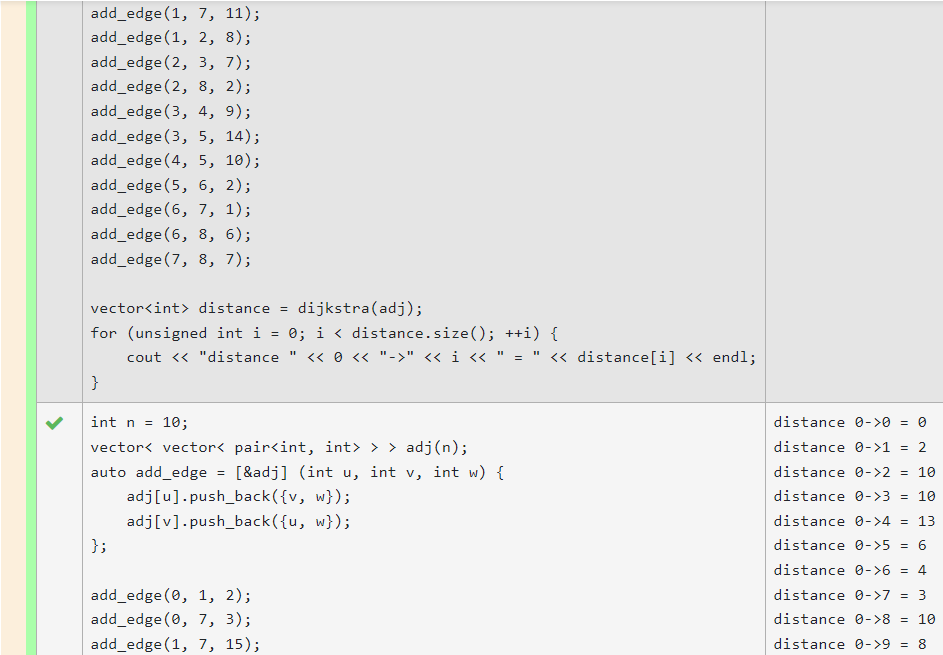 add_edge(1, 7, 11);
add_edge(1, 2, 8);
add_edge(2, 3, 7);
add_edge(2, 8, 2);
add_edge(3, 4, 9);
add_edge(3, 5, 14);
add_edge(4, 5, 10);
add_edge(5, 6, 2);
add_edge(6, 7, 1);
add_edge(6, 8, 6);
add_edge(7, 8, 7);
vector<int> distance = dijkstra(adj);
for (unsigned int i = 0; i < distance.size(); ++i) {
    cout << "distance " << 0 << "->" << i << " = " << distance[i] << endl;
}
int n = 10;
vector< vector< pair<int, int> > > adj(n);
auto add_edge = [&adj] (int u, int v, int w) {
    adj[u].push_back({v, w});
    adj[v].push_back({u, w});
};
add_edge(0, 1, 2);
add_edge(0, 7, 3);
add_edge(1, 7, 15);
distance 0->0 = 0
distance 0->1 = 2
distance 0->2 = 10
distance 0->3 = 10
distance 0->4 = 13
distance 0->5 = 6
distance 0->6 = 4
distance 0->7 = 3
distance 0->8 = 10
distance 0->9 = 8